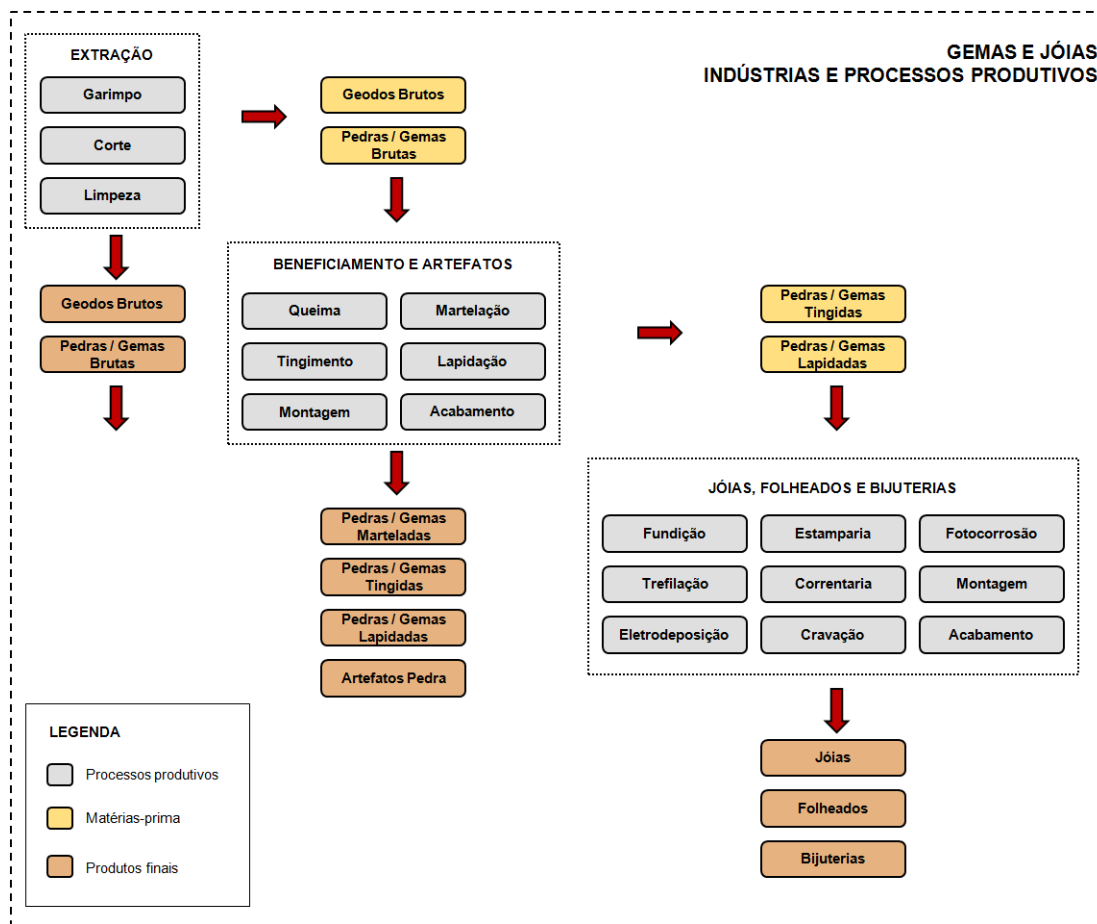 GEMAS E JÓIAS
INDÚSTRIAS E PROCESSOS PRODUTIVOS
EXTRAÇÃO
Garimpo
Corte
Limpeza
Geodos Brutos
Pedras / Gemas
Brutas
Geodos Brutos
Pedras / Gemas
Brutas
BENEFICIAMENTO E ARTEFATOS
Queima
Martelação
Tingimento
Lapidação
Montagem
Acabamento
Pedras / Gemas
Marteladas
Pedras / Gemas
Tingidas
Pedras / Gemas
Lapidadas
Artefatos Pedra
Pedras / Gemas
Tingidas
Pedras / Gemas
Lapidadas
JÓIAS, FOLHEADOS E BIJUTERIAS
Fundição
Estamparia
Fotocorrosão
Trefilação
Correntaria
Montagem
Eletrodeposição
Cravação
Acabamento
Jóias
Folheados
Bijuterias
LEGENDA
Processos produtivos
Matérias-prima
Produtos finais